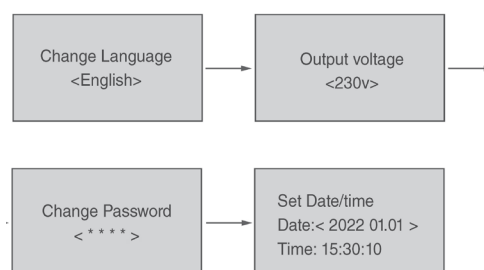 Change Language
<English>
Output voltage
<230v>
Change Password
< * * * * >
Set Date/time
Date:< 2022 01.01 >
Time: 15:30:10